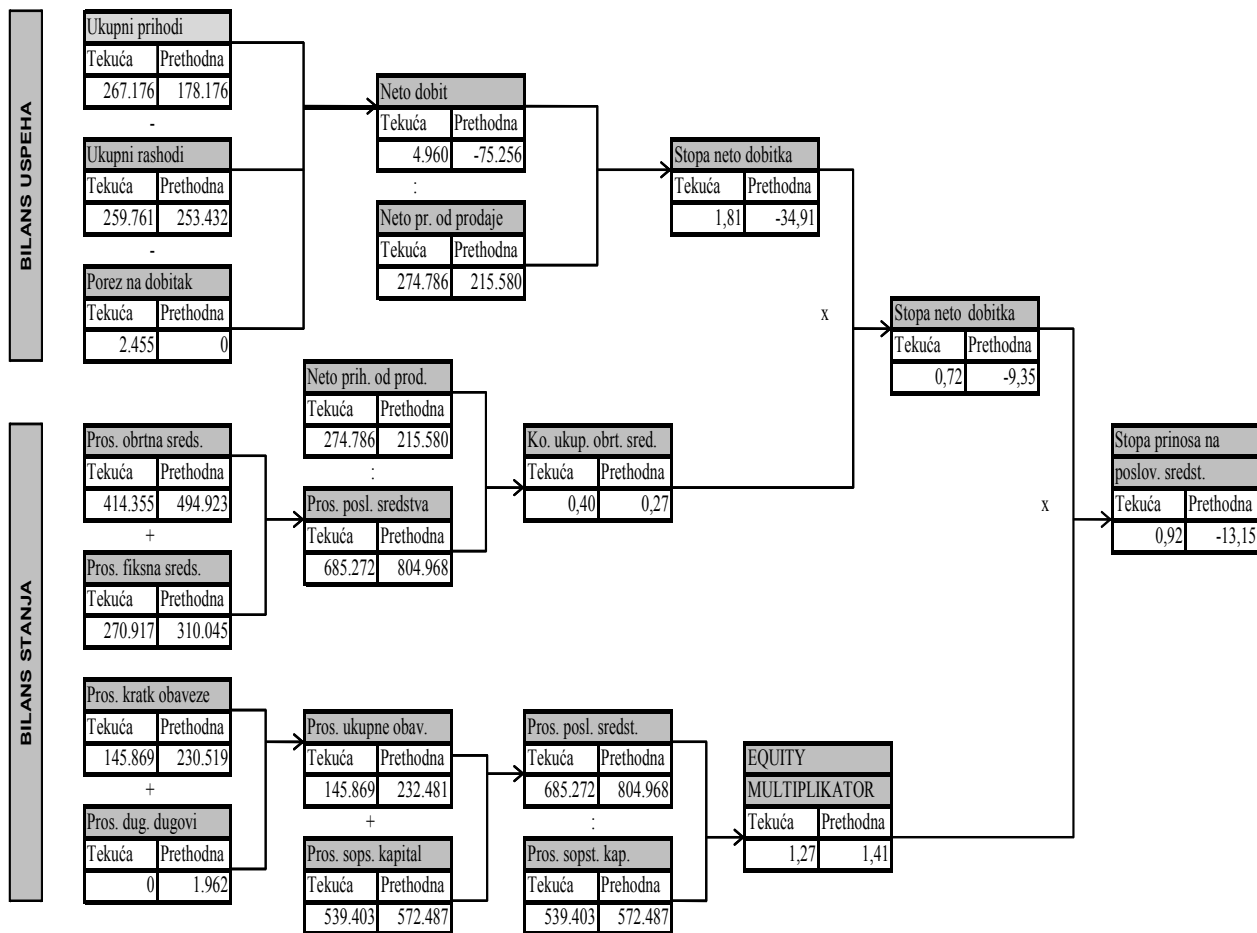 BILANS USPEHA
Ukupni prihodi
Tekuća Prethodna
267.176 178.176
-
Ukupni rashodi
Tekuća Prethodna
259.761 253.432
-
Porez na dobitak
Tekuća Prethodna
2.455 0
Neto dobit
Tekuća Prethodna
4.960 -75.256
:
Neto pr. od prodaje
Tekuća Prethodna
274.786 215.580
Stopa neto dobitka
Tekuća Prethodna
1,81 -34,91
x
Stopa neto dobitka
Tekuća Prethodna
0,72 -9,35
BILANS STANJA
Pros. obrtna sreds.
Tekuća Prethodna
414.355 494.923
+
Pros. fiksna sreds.
Tekuća Prethodna
270.917 310.045
Neto prih. od prod.
Tekuća Prethodna
274.786 215.580
:
Pros. posl. sredstva
Tekuća Prethodna
685.272 804.968
Ko. ukup. obrt. sred.
Tekuća Prethodna
0,40 0,27
x
Stopa prinosa na
poslov. sredst.
Tekuća Prethodna
0,92 -13,15
Pros. kratk obaveze
Tekuća Prethodna
145.869 230.519
+
Pros. dug. dugovi
Tekuća Prethodna
0 1.962
Pros. ukupne obav.
Tekuća Prethodna
145.869 232.481
+
Pros. sops. kapital
Tekuća Prethodna
539.403 572.487
Pros. posl. sredst.
Tekuća Prethodna
685.272 804.968
:
Pros. sopst. kap.
Tekuća Prehodna
539.403 572.487
EQUITY
MULTIPLIKATOR
Tekuća Prethodna
1,27 1,41